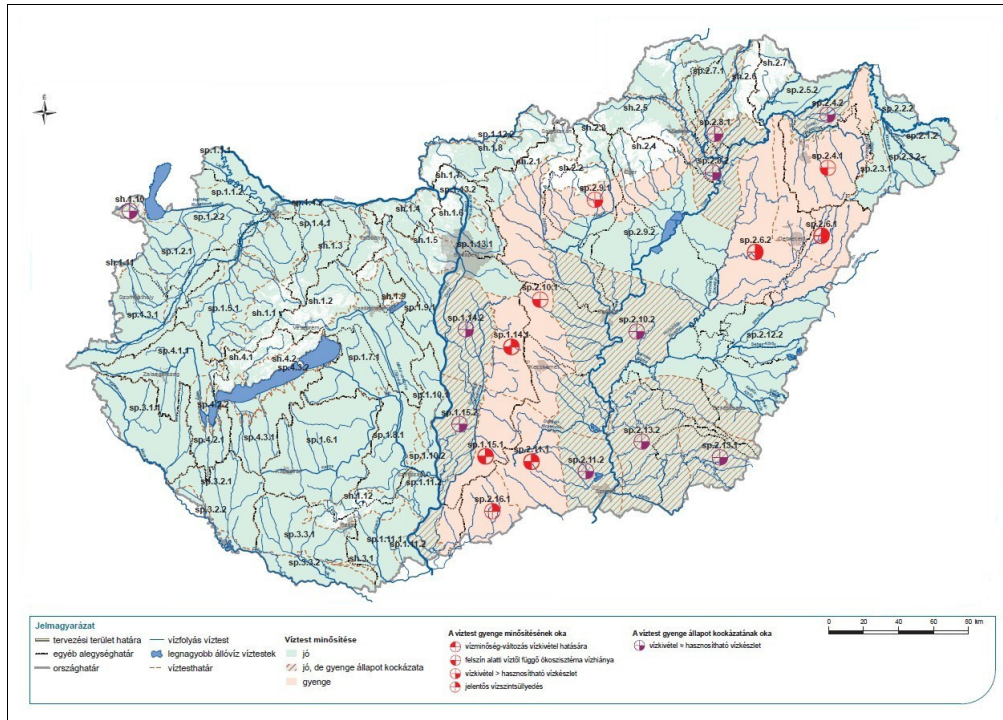 sp.2.7.1
sh.2.6
sh.2.7
sp.2.5.2
sh.2.5
sp.2.4.2
sp.2.2.2
sp.2.8.1
sp.2.1.2
sp.1.12.2
sh.2.8
sh.1.8
sh.2.4
sp.2.3.2
sp.1.1.1
sh.2.1
sh.2.2
sp.2.8.2
sp.2.4.1
sp.2.3.1
sh.1.7
sp.1.1.2
sp.1.13.2
sp.2.9.1
sh.1.10
sp.1.4.2
sh.1.4
sh.1.6
sp.1.2.2
sp.1.4.1
sp.2.9.2
sp.2.6.1
sh.1.3
sh.1.5
sp.1.13.1
sp.2.6.2
Debrecen
sp.1.2.1
sh.1.11
sp.2.10.1
sh.1.2
sh.1.9
sp.1.3.1
sp.1.5.1
sh.1.1
sp.1.9.1
sp.1.14.2
sp.2.10.2
sp.2.12.2
sp.1.14.1
sp.4.1.1
sh.4.1
sh.4.2
sp.1.7.1
sp.4.3.2
Kecskemét
sp.3.1.1
sp.4.2.2
sp.1.10.1
sp.1.15.2
sp.4.2.1
sp.4.3.1
sp.1.6.1
sp.1.8.1
sp.2.13.2
sp.1.10.2
sp.1.15.1
sp.2.11.1
sp.2.13.1
sp.2.11.2
sp.3.2.1
sp.1.11.2
sh.1.12
sp.3.2.2
sp.2.16.1
sp.3.3.1
sp.1.11.1
sp.1.11.2
sp.3.3.2
sh.3.1
Jelmagyarázat
tervezési terület határa
egyéb alegységhatár
országhatár
vízfolyás víztest
legnagyobb állóvíz víztestek
víztesthatár
Víztest minősítése
jó
jó, de gyenge állapot kockázata
gyenge
A víztest gyenge minősítésének oka
vízminőség-változás vízkivétel hatására
felszín alatti víztől függő ökoszisztéma vízhiánya
vízkivétel > hasznosítható vízkészlet
jelentős vízszintsüllyedés
A víztest gyenge állapot kockázatának oka
vízkivétel ≈ hasznosítható vízkészlet
0 20 40 60 80 km